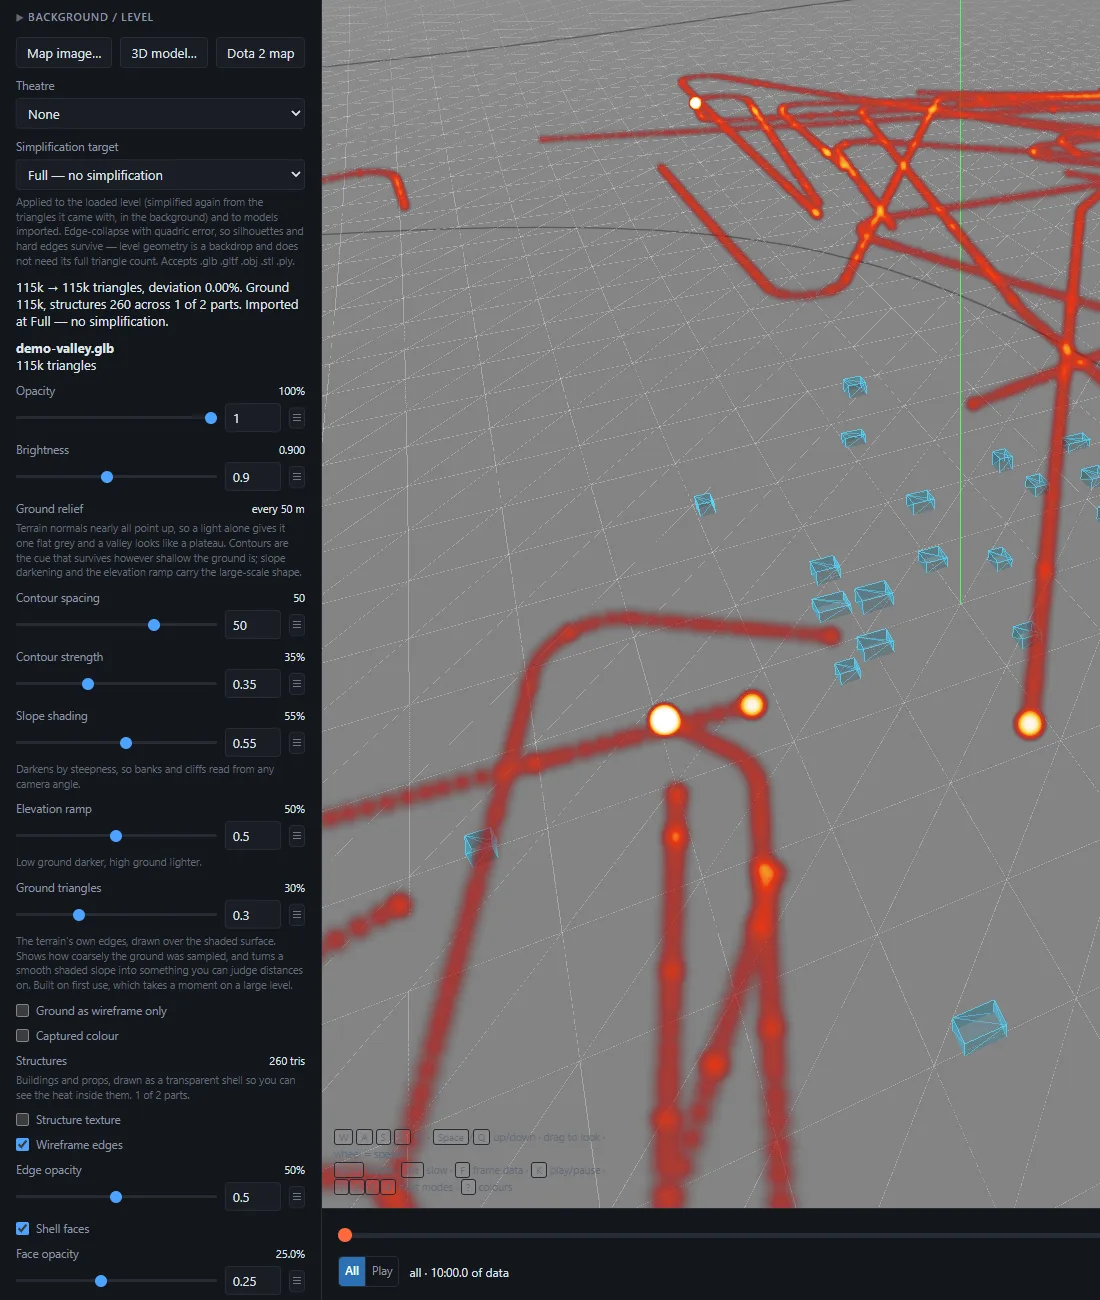 BACKGROUND / LEVEL
Map image...
3D model...
Dota 2 map
Theatre
None
Simplification target
Full — no simplification
Applied to the loaded level (simplified again from the
triangles it came with, in the background) and to models
imported. Edge-collapse with quadric error, so silhouettes and
hard edges survive — level geometry is a backdrop and does
not need its full triangle count. Accepts .glb .gltf .obj .stl .ply.
115k → 115k triangles, deviation 0.00%. Ground
115k, structures 260 across 1 of 2 parts. Imported
at Full — no simplification.
demo-valley.glb
115k triangles
Opacity 100%
1
Brightness 0.900
0.9
Ground relief every 50 m
Terrain normals nearly all point up, so a light alone gives it
one flat grey and a valley looks like a plateau. Contours are
the cue that survives however shallow the ground is; slope
darkening and the elevation ramp carry the large-scale shape.
Contour spacing 50
50
Contour strength 35%
0.35
Slope shading 55%
0.55
Darkens by steepness, so banks and cliffs read from any
camera angle.
Elevation ramp 50%
0.5
Low ground darker, high ground lighter.
Ground triangles 30%
0.3
The terrain's own edges, drawn over the shaded surface.
Shows how coarsely the ground was sampled, and turns a
smooth shaded slope into something you can judge distances
on. Built on first use, which takes a moment on a large level.
Ground as wireframe only
Captured colour
Structures 260 tris
Buildings and props, drawn as a transparent shell so you can
see the heat inside them. 1 of 2 parts.
Structure texture
Wireframe edges
Edge opacity 50%
0.5
Shell faces
Face opacity 25.0%
0.25
W A S Space Q up/down · drag to look ·
wheel = speed
slow · F frame data · K play/pause ·
modes · ? colours
All Play all · 10:00.0 of data